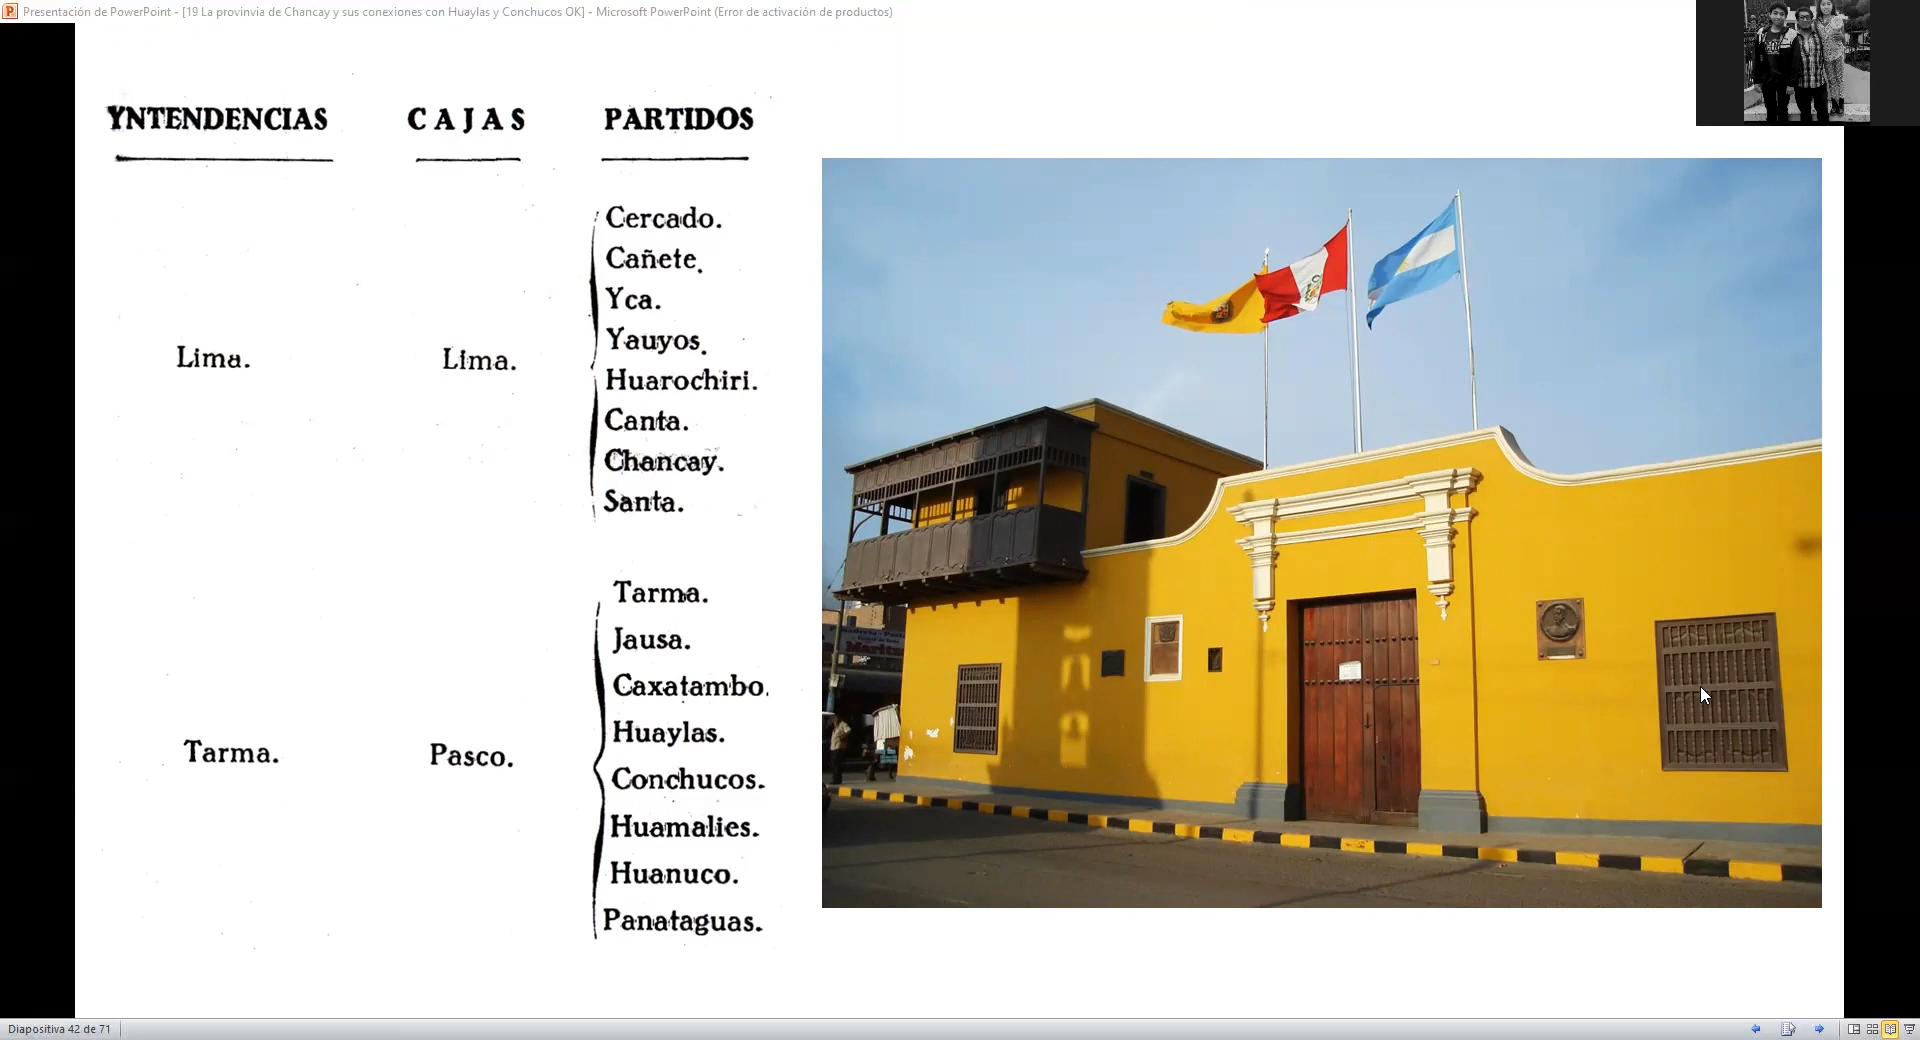 Presentación de PowerPoint - [19 La provinvia de Chancay y sus conexiones con Huaylas y Conchucos OK] - Microsoft PowerPoint (Error de activación de productos)
YNTENDENCIAS CAJAS PARTIDOS
Cercado.
Cañete.
Yca.
Yauyos.
Lima. Lima.
Huarochiri.
Canta.
Chancay.
Santa.
Tarma.
Jausa.
Caxatambo.
Huaylas.
Tarma. Pasco.
Conchucos.
Huamalies.
Huanuco.
Panataguas.
Diapositiva 42 de 71